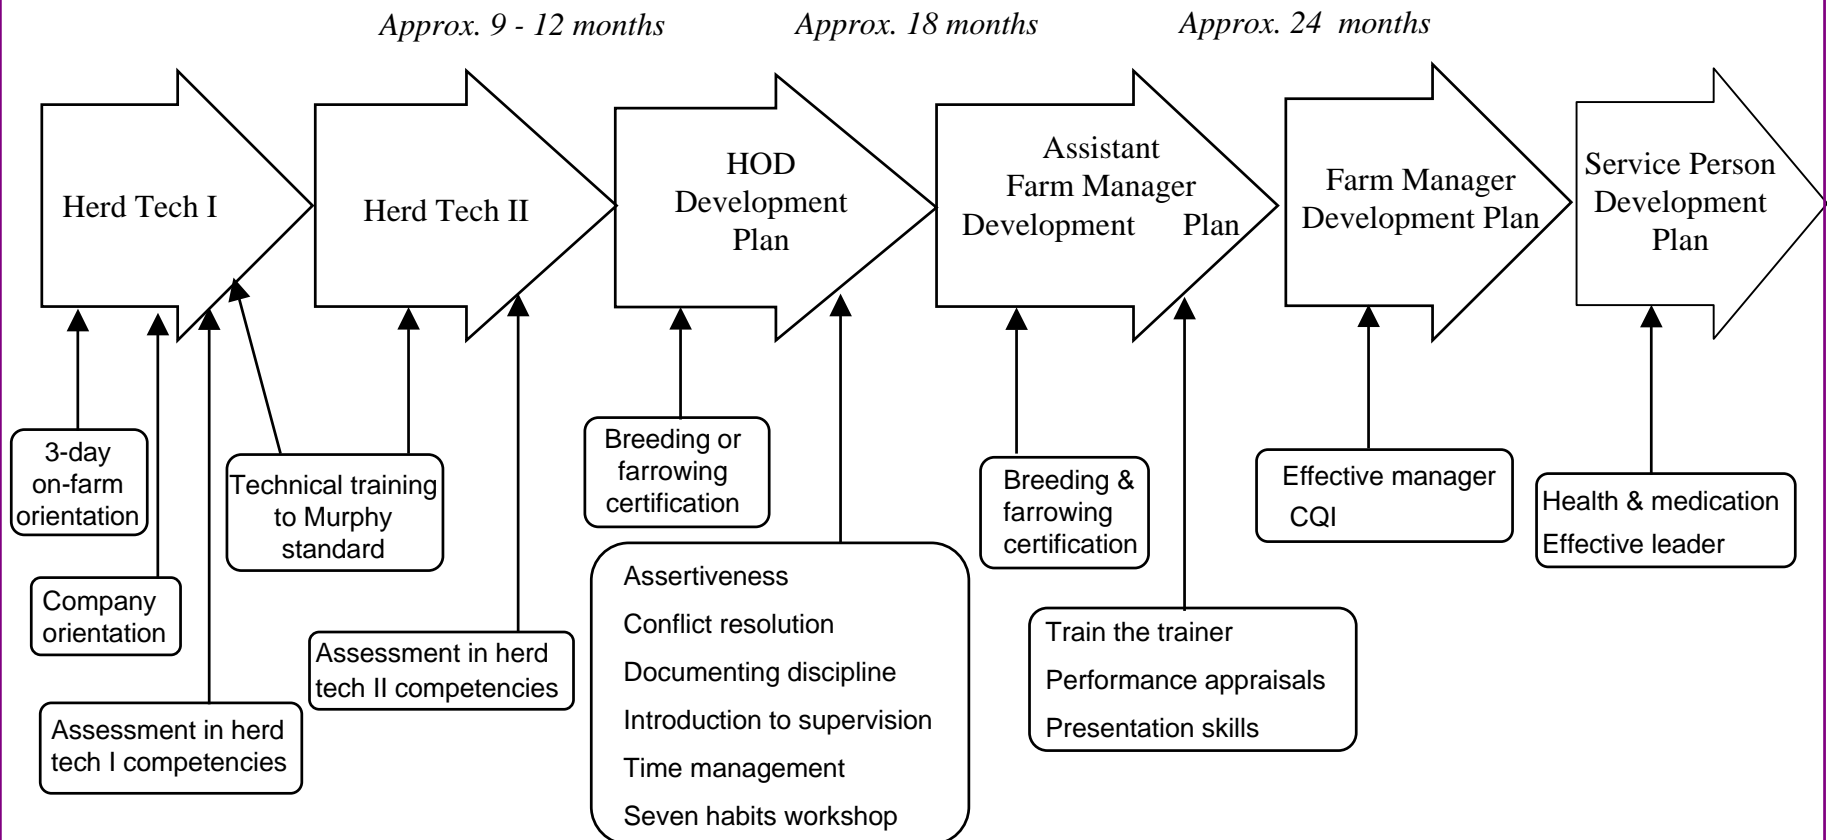 Approx. 9 - 12 months
Approx. 18 months
Approx. 24 months
Herd Tech I
Herd Tech II
HOD
Development
Plan
Assistant
Farm Manager
Development Plan
Farm Manager
Development Plan
Service Person
Development
Plan
3-day
on-farm
orientation
Company
orientation
Assessment in herd
tech I competencies
Technical training
to Murphy
standard
Assessment in herd
tech II competencies
Breeding or
farrowing
certification
Assertiveness
Conflict resolution
Documenting discipline
Introduction to supervision
Time management
Seven habits workshop
Breeding &
farrowing
certification
Train the trainer
Performance appraisals
Presentation skills
Effective manager
CQI
Health & medication
Effective leader